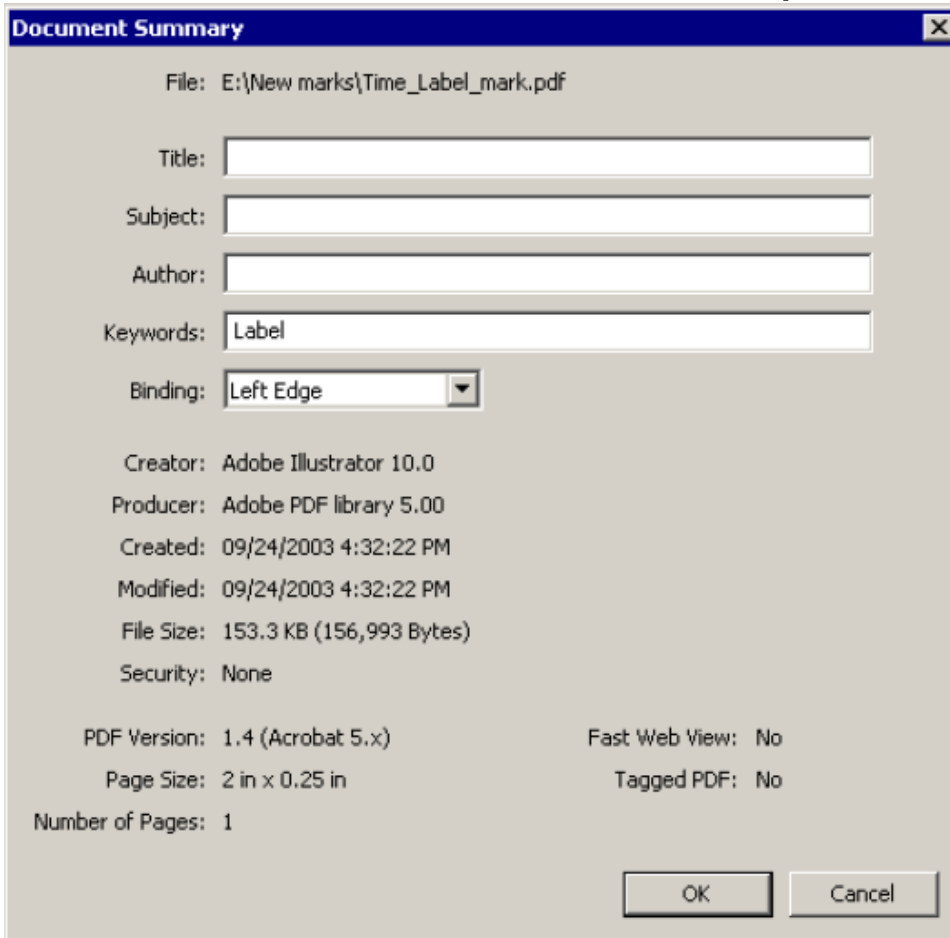 Document Summary
File: E:\New marks\Time_Label_mark.pdf
Title:
Subject:
Author:
Keywords: Label
Binding: Left Edge
Creator: Adobe Illustrator 10.0
Producer: Adobe PDF library 5.00
Created: 09/24/2003 4:32:22 PM
Modified: 09/24/2003 4:32:22 PM
File Size: 153.3 KB (156,993 Bytes)
Security: None
PDF Version: 1.4 (Acrobat 5.x) Fast Web View: No
Page Size: 2 in x 0.25 in Tagged PDF: No
Number of Pages: 1
OK Cancel